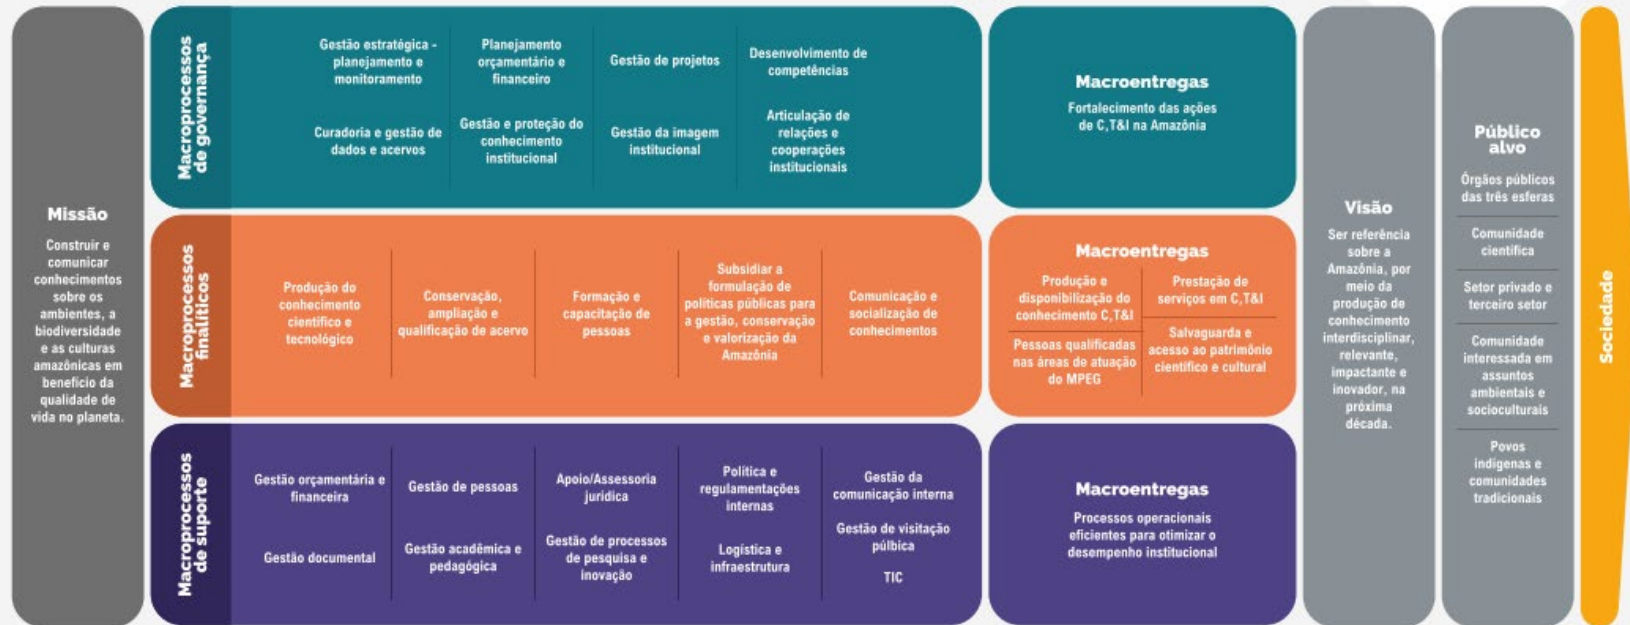 Missão
Construir e
comunicar
conhecimentos
sobre os
ambientes, a
biodiversidade
e as culturas
amazônicas em
benefício da
qualidade de
vida no planeta.
Macroprocessos
de governança
Gestão estratégica -
planejamento e
monitoramento
Planejamento
orçamentário e
financeiro
Gestão de projetos
Desenvolvimento de
competências
Curadoria e gestão de
dados e acervos
Gestão e proteção do
conhecimento
institucional
Gestão da imagem
institucional
Articulação de
relações e
cooperações
institucionais
Macroentregas
Fortalecimento das ações
de C,T&I na Amazônia
Macroprocessos
finalíticos
Produção do
conhecimento
científico e
tecnológico
Conservação,
ampliação e
qualificação de acervo
Formação e
capacitação de
pessoas
Subsidiar a
formulação de
políticas públicas para
a gestão, conservação
e valorização da
Amazônia
Comunicação e
socialização de
conhecimentos
Macroentregas
Produção e
disponibilização do
conhecimento C,T&I
Prestação de
serviços em C,T&I
Pessoas qualificadas
nas áreas de atuação
do MPEG
Salvaguarda e
acesso ao patrimônio
científico e cultural
Macroprocessos
de suporte
Gestão orçamentária e
financeira
Gestão de pessoas
Apoio/Assessoria
jurídica
Política e
regulamentações
internas
Gestão da
comunicação interna
Gestão documental
Gestão acadêmica e
pedagógica
Gestão de processos
de pesquisa e
inovação
Logística e
infraestrutura
Gestão de visitação
púlbica
TIC
Macroentregas
Processos operacionais
eficientes para otimizar o
desempenho institucional
Visão
Ser referência
sobre a
Amazônia, por
meio da
produção de
conhecimento
interdisciplinar,
relevante,
impactante e
inovador, na
próxima
década.
Público
alvo
Órgãos públicos
das três esferas
Comunidade
científica
Setor privado e
terceiro setor
Comunidade
interessada em
assuntos
ambientais e
socioculturais
Povos
indígenas e
comunidades
tradicionais
Sociedade